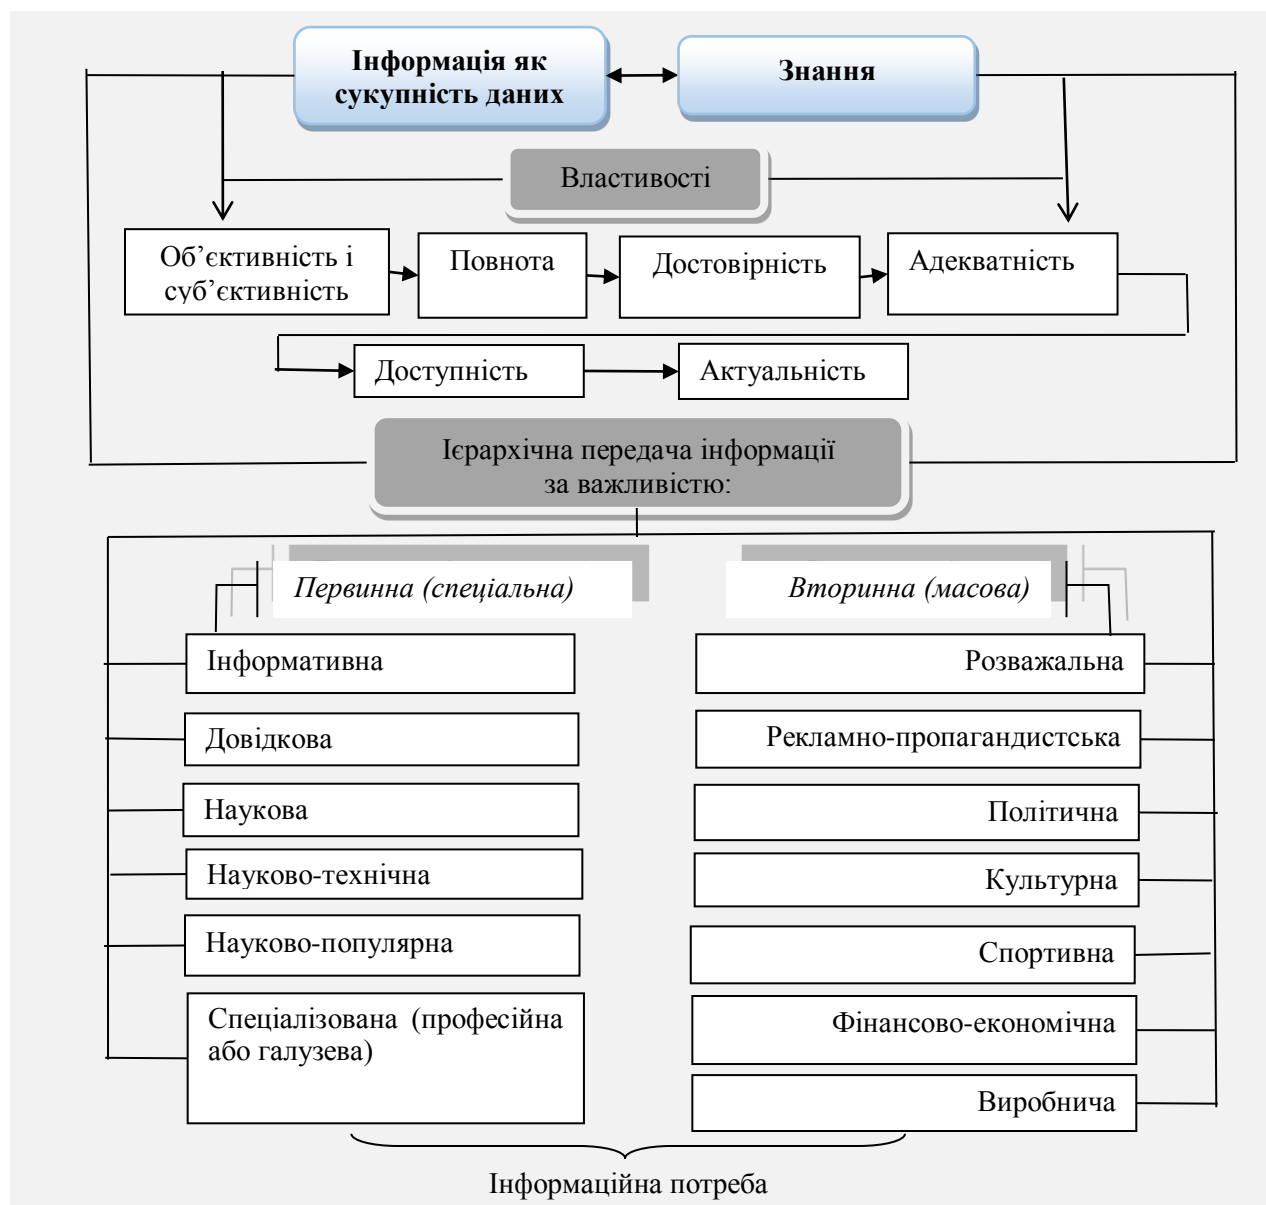 Інформація як
сукупність даних
Знання
Властивості
Об’єктивність і
суб’єктивність
Повнота
Достовірність
Адекватність
Доступність
Актуальність
Ієрархічна передача інформації
за важливістю:
Первинна (спеціальна)
Вторинна (масова)
Інформативна
Розважальна
Довідкова
Рекламно-пропагандистська
Наукова
Політична
Науково-технічна
Культурна
Науково-популярна
Спортивна
Спеціалізована (професійна
або галузева)
Фінансово-економічна
Виробнича
Інформаційна потреба